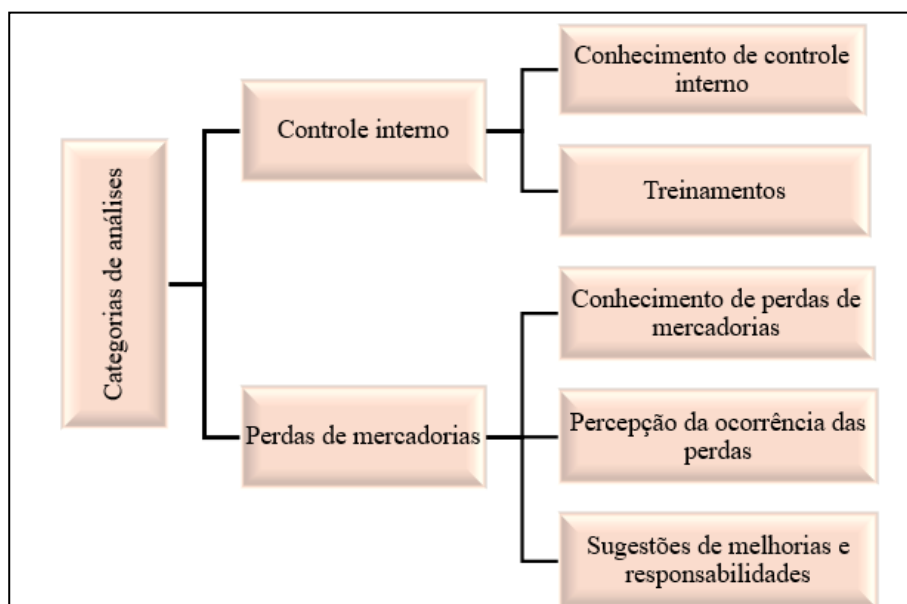 Categorias de análises
Controle interno
Conhecimento de controle
interno
Treinamentos
Perdas de mercadorias
Conhecimento de perdas de
mercadorias
Percepção da ocorrência das
perdas
Sugestões de melhorias e
responsabilidades